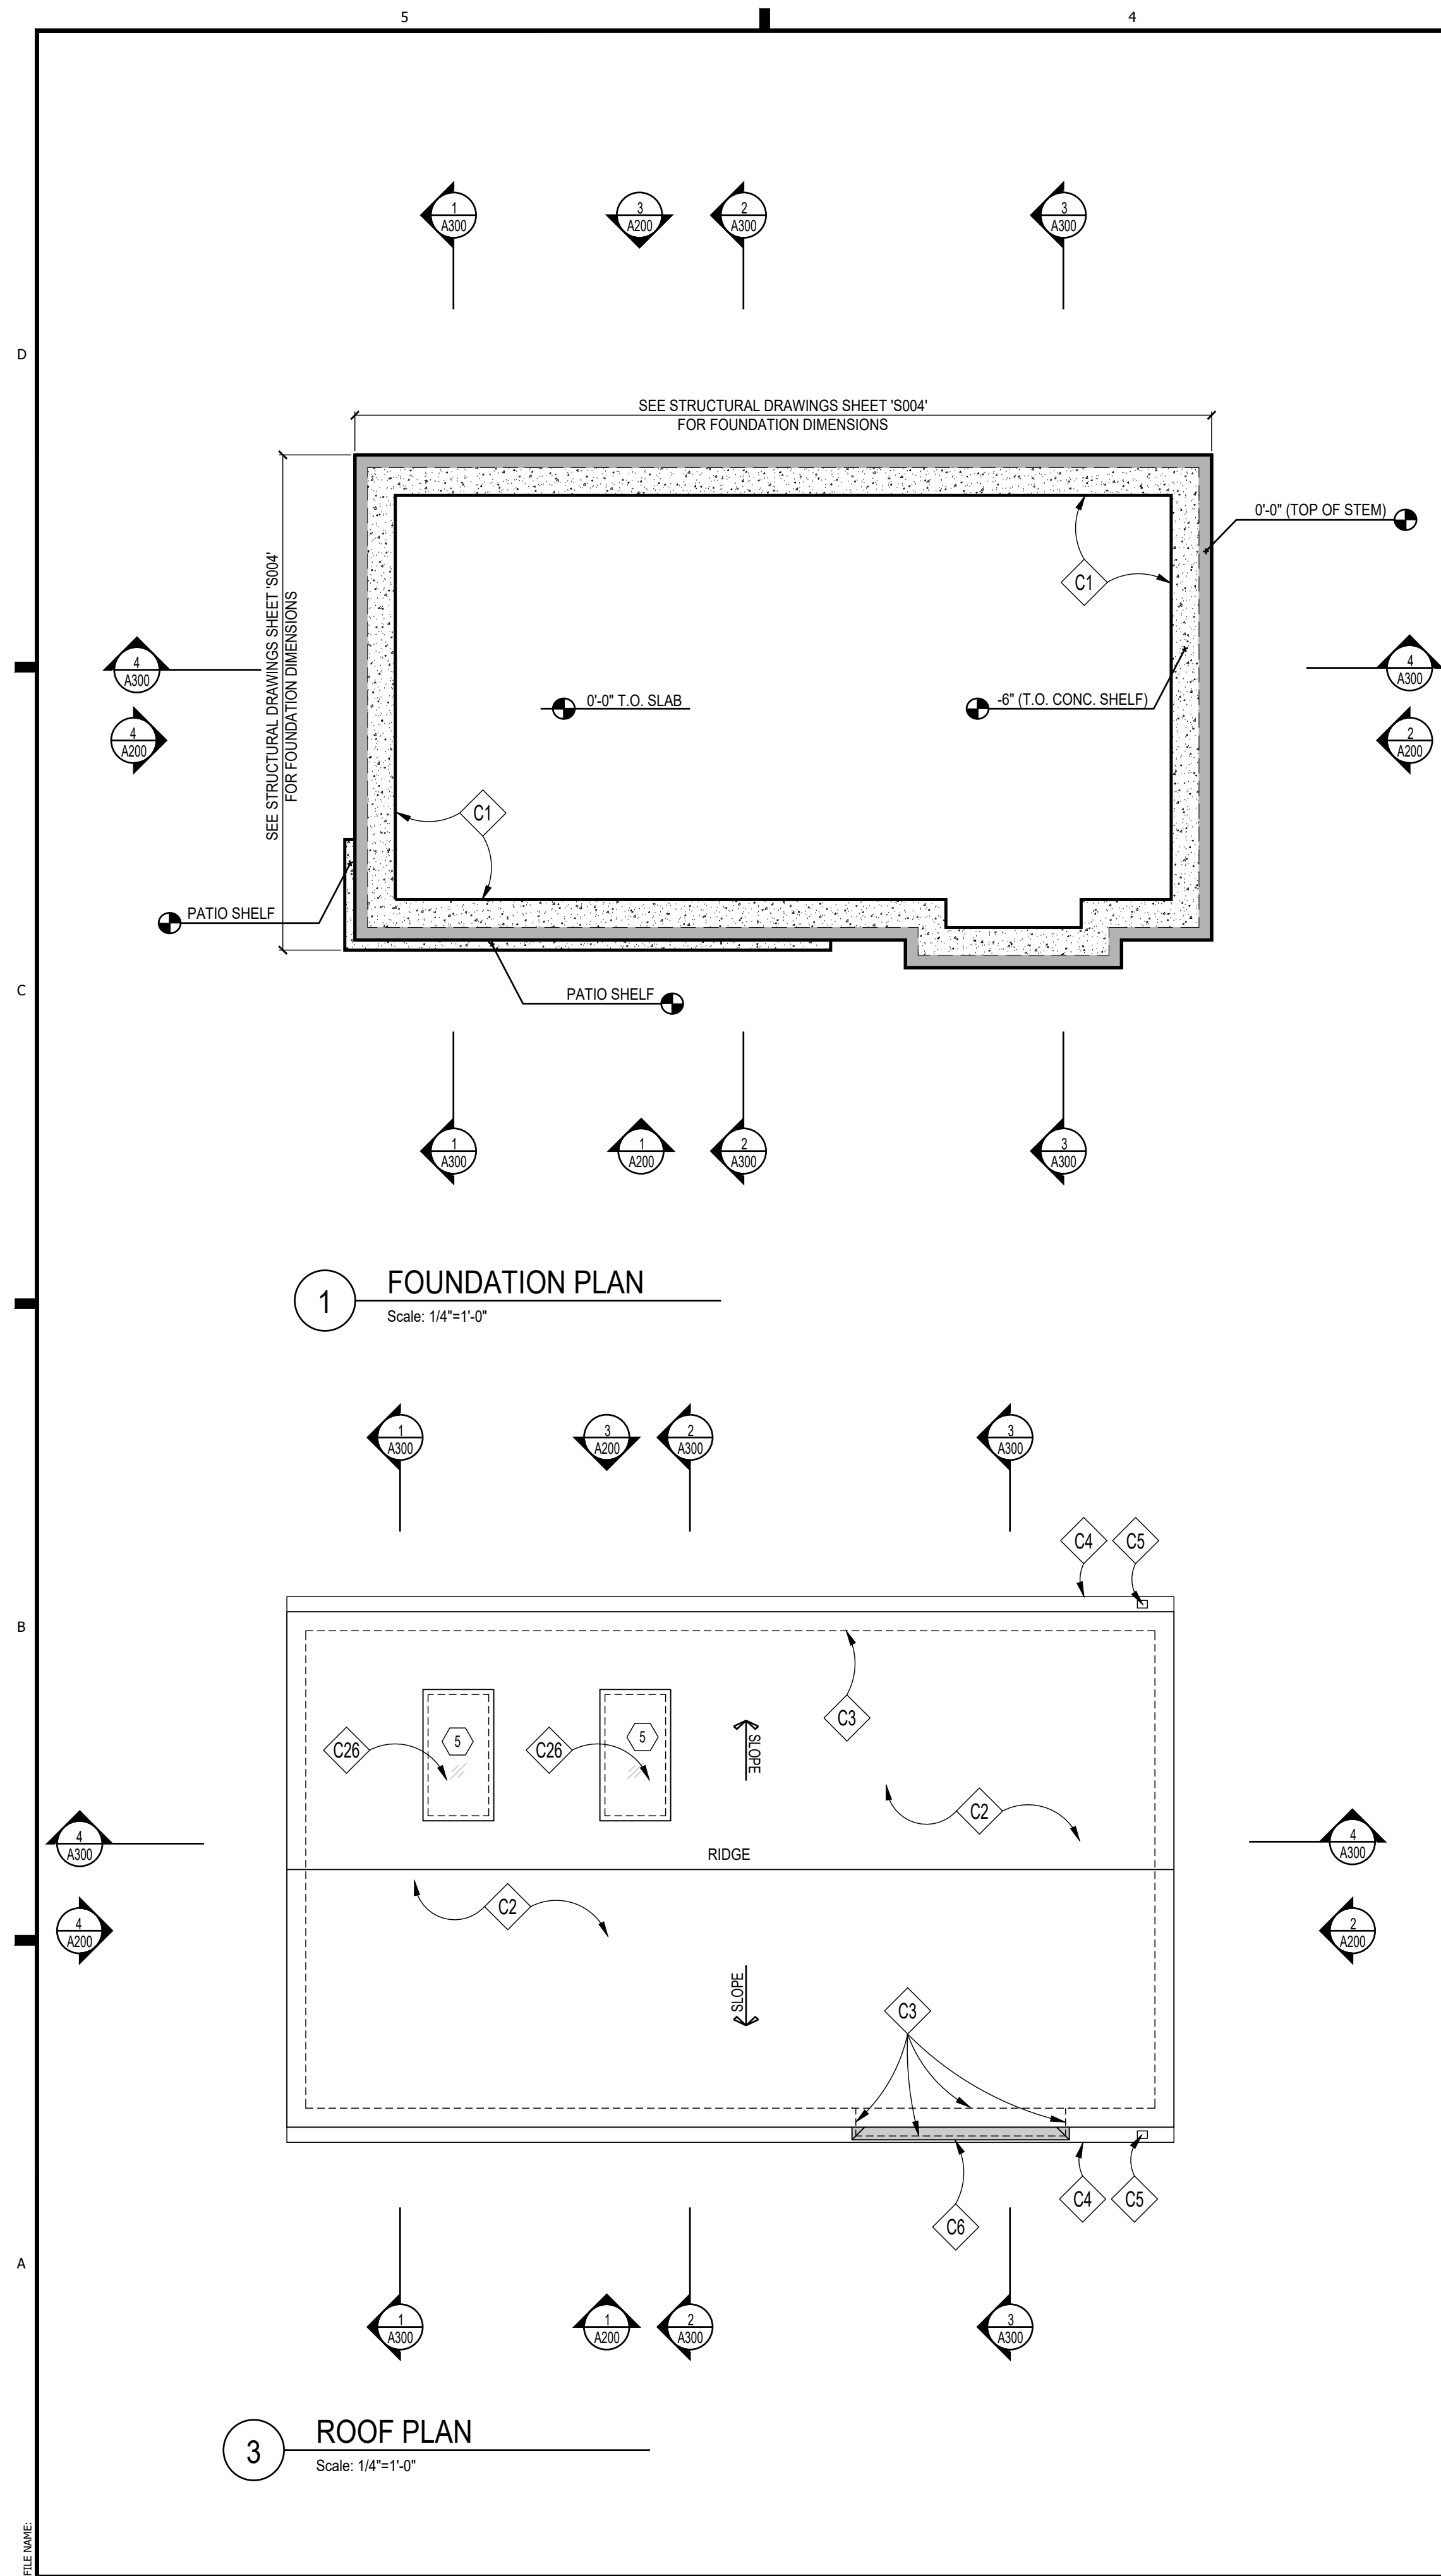 5
4
1
A300
3
A200
2
A300
3
A300
D
SEE STRUCTURAL DRAWINGS SHEET 'S004'
FOR FOUNDATION DIMENSIONS
0'-0" (TOP OF STEM)
C1
SEE STRUCTURAL DRAWINGS SHEET 'S004'
FOR FOUNDATION DIMENSIONS
4
A300
4
A300
0'-0" T.O. SLAB
-6" (T.O. CONC. SHELF)
4
A200
2
A200
C1
PATIO SHELF
C
PATIO SHELF
1
A300
1
A200
2
A300
3
A300
1
FOUNDATION PLAN
Scale: 1/4"=1'-0"
1
A300
3
A200
2
A300
3
A300
C4
C5
B
C3
5
5
C26
C26
SLOPE
C2
4
A300
4
A300
RIDGE
C2
4
A200
2
A200
SLOPE
C3
C4
C5
C6
A
1
A300
1
A200
2
A300
3
A300
3
ROOF PLAN
Scale: 1/4"=1'-0"
FILE NAME: